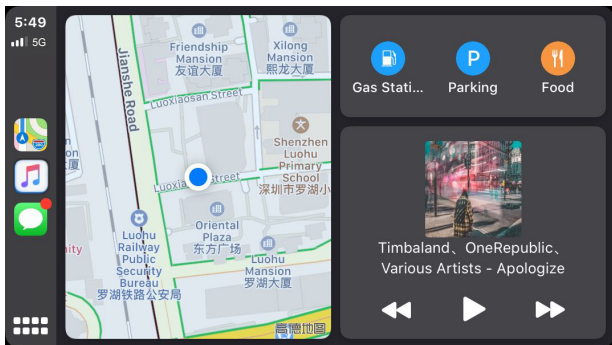 5:49
5G
Friendship
Mansion
友谊大厦
Xilong
Mansion
熙龙大厦
Jianshe Road
Luoxiaosan Street
Shenzhen
Luohu
Primary
School
深圳市罗湖小
on
厦
Street
Oriental
Plaza
东方广场
Luohu
Railway
Public
Security
Bureau
罗湖铁路公安局
ity
Luohu
Mansion
罗湖大厦
高德地图
Gas Stati...
P
Parking
Food
Timbaland、OneRepublic、
Various Artists - Apologize